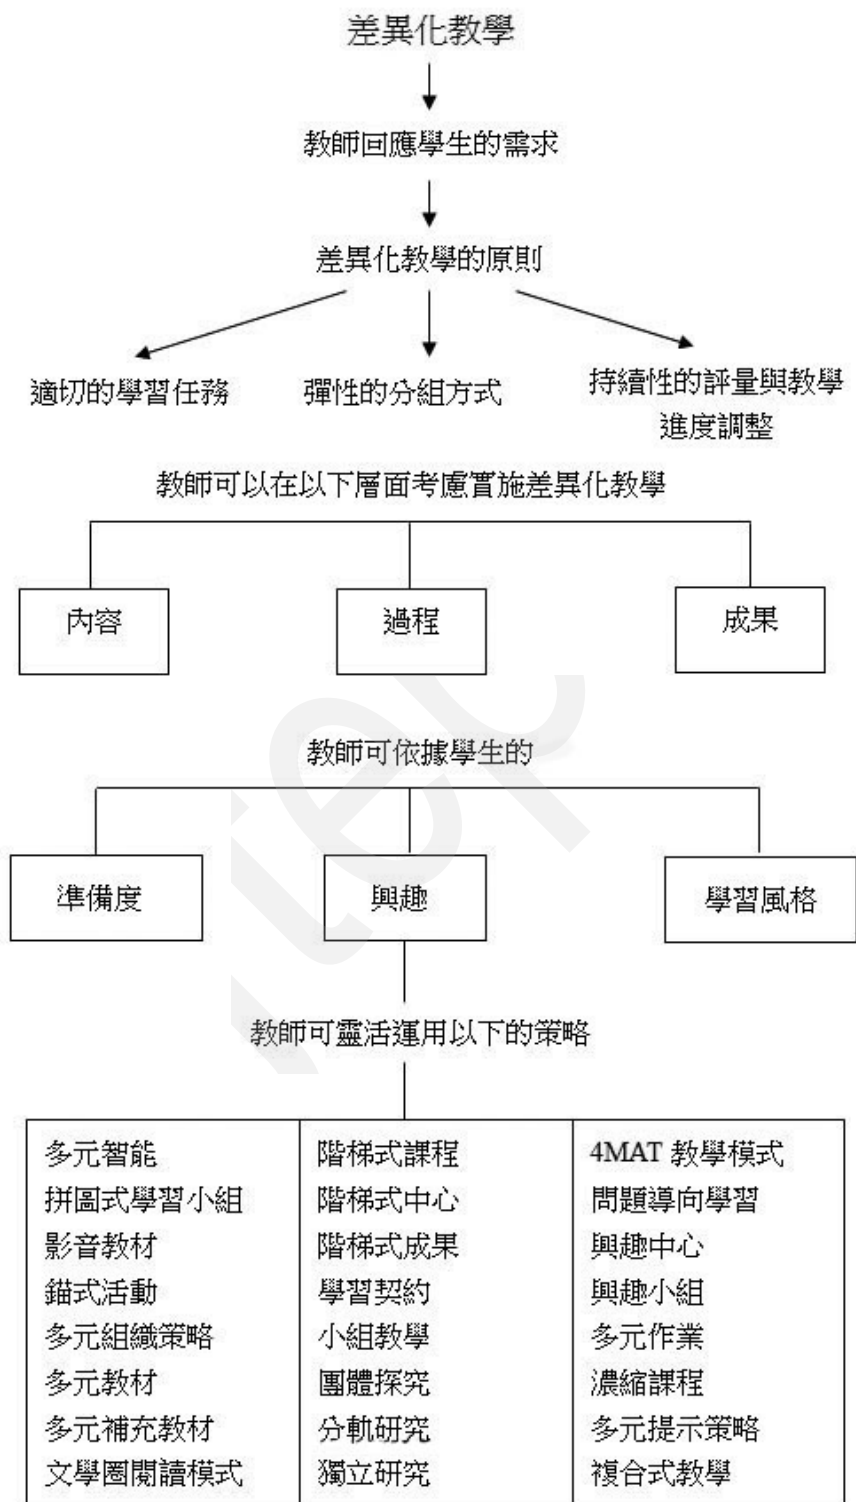 差異化教學
教師回應學生的需求
差異化教學的原則
適切的學習任務
彈性的分組方式
持續性的評量與教學
進度調整
教師可以在以下層面考慮實施差異化教學
內容
過程
成果
教師可依據學生的
準備度
興趣
學習風格
教師可靈活運用以下的策略
多元智能
拼圖式學習小組
影音教材
錨式活動
多元組織策略
多元教材
多元補充教材
文學圈閱讀模式
階梯式課程
階梯式中心
階梯式成果
學習契約
小組教學
團體探究
分軌研究
獨立研究
4MAT 教學模式
問題導向學習
興趣中心
興趣小組
多元作業
濃縮課程
多元提示策略
複合式教學